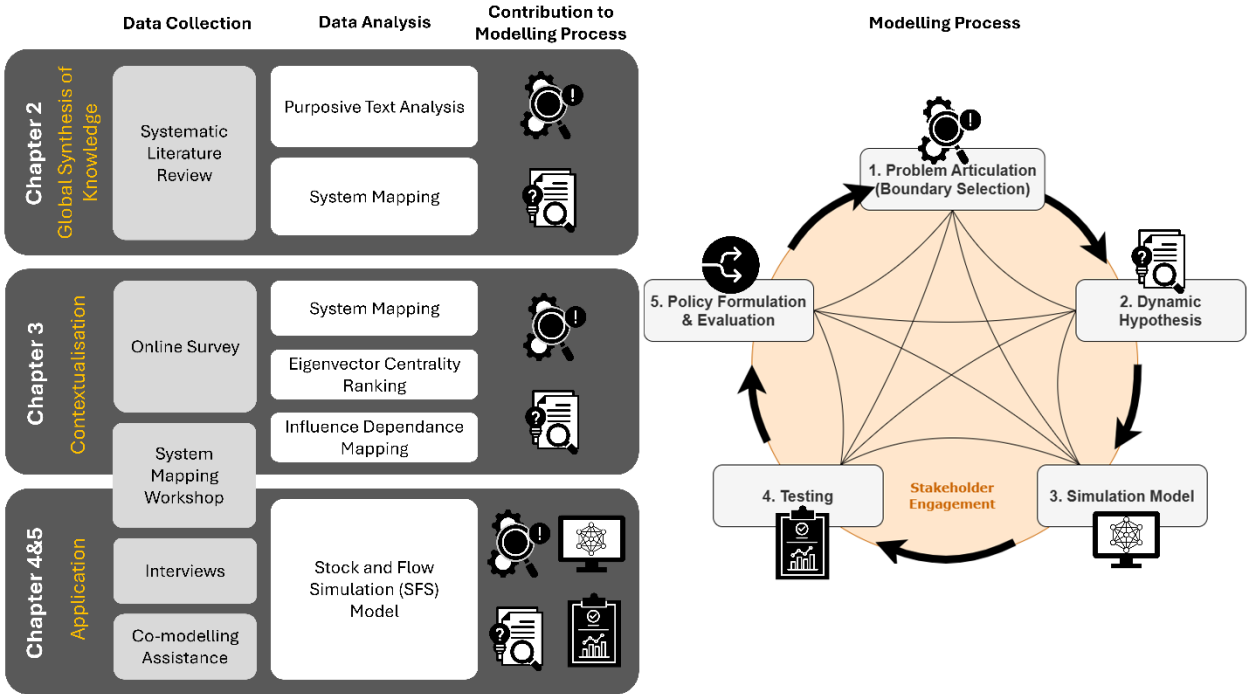 Data Collection
Data Analysis
Contribution to
Modelling Process
Chapter 2
Global Synthesis of
Knowledge
Systematic
Literature
Review
Purposive Text Analysis
System Mapping
!
?
Chapter 3
Contextualisation
Online Survey
System Mapping
Eigenvector Centrality
Ranking
Influence Dependance
Mapping
!
?
System
Mapping
Workshop
Chapter 4&5
Application
Interviews
Co-modelling
Assistance
Stock and Flow
Simulation (SFS)
Model
!
?
Modelling Process
!
1. Problem Articulation
(Boundary Selection)
?
2. Dynamic
Hypothesis
3. Simulation Model
4. Testing
5. Policy Formulation
& Evaluation
Stakeholder
Engagement